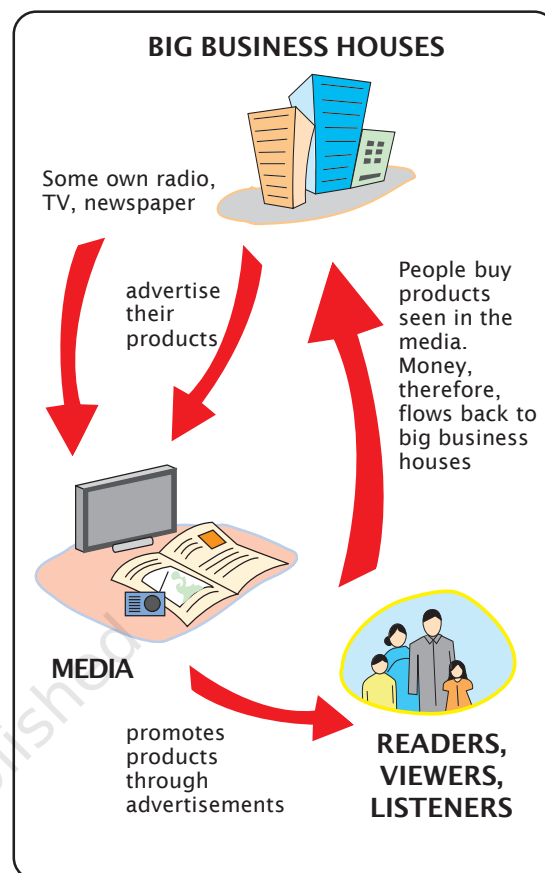 BIG BUSINESS HOUSES
Some own radio,
TV, newspaper
advertise
their
products
People buy
products
seen in the
media.
Money,
therefore,
flows back to
big business
houses
MEDIA
promotes
products
through
advertisements
READERS,
VIEWERS,
LISTENERS